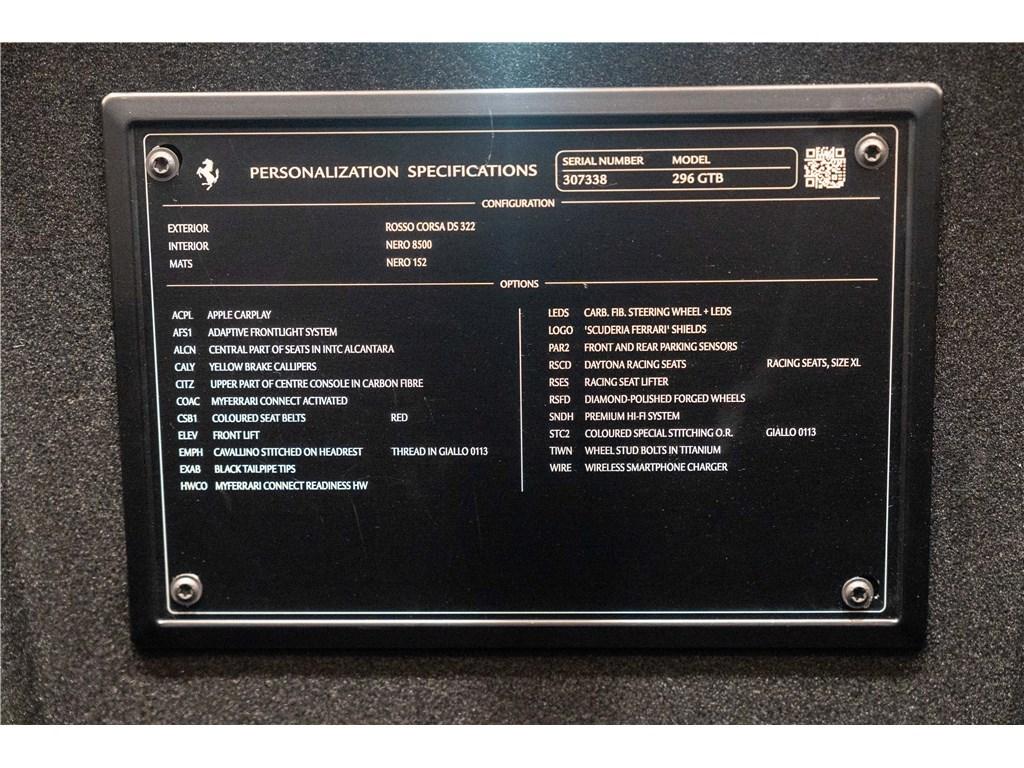 PERSONALIZATION SPECIFICATIONS
SERIAL NUMBER MODEL
307338 296 GTB
CONFIGURATION
EXTERIOR ROSSO CORSA DS 322
INTERIOR NERO 8500
MATS NERO 152
OPTIONS
ACPL APPLE CARPLAY
AFS1 ADAPTIVE FRONTLIGHT SYSTEM
ALCN CENTRAL PART OF SEATS IN INTC ALCANTARA
CALY YELLOW BRAKE CALLIPERS
CITZ UPPER PART OF CENTRE CONSOLE IN CARBON FIBRE
COAC MYFERRARI CONNECT ACTIVATED
CSB1 COLOURED SEAT BELTS RED
ELEV FRONT LIFT
EMPH CAVALLINO STITCHED ON HEADREST THREAD IN GIALLO 0113
EXAB BLACK TAILPIPE TIPS
HWCO MYFERRARI CONNECT READINESS HW
LEDS CARB. FIB. STEERING WHEEL + LEDS
LOGO 'SCUDERIA FERRARI' SHIELDS
PAR2 FRONT AND REAR PARKING SENSORS
RSCD DAYTONA RACING SEATS RACING SEATS, SIZE XL
RSES RACING SEAT LIFTER
RSFD DIAMOND-POLISHED FORGED WHEELS
SNDH PREMIUM HI-FI SYSTEM
STC2 COLOURED SPECIAL STITCHING O.R. GIALLO 0113
TIWN WHEEL STUD BOLTS IN TITANIUM
WIRE WIRELESS SMARTPHONE CHARGER